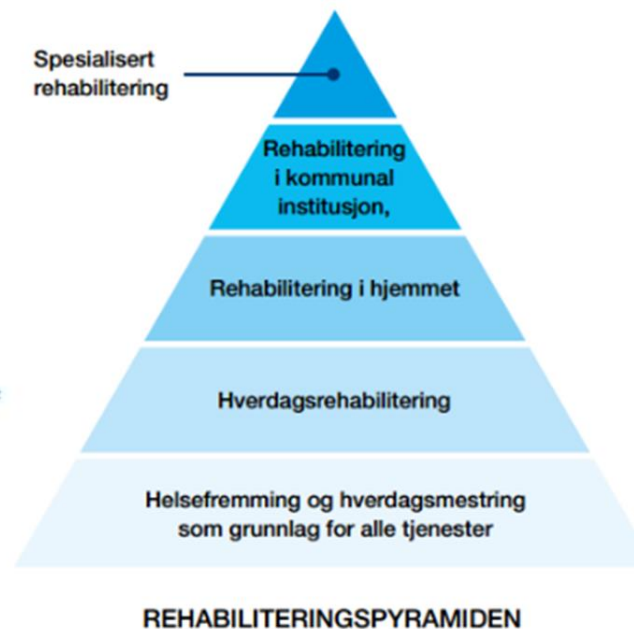 Spesialisert
rehabilitering
Rehabilitering
i kommunal
institusjon,
Rehabilitering i hjemmet
Hverdagsrehabilitering
Helsefremming og hverdagsmestring
som grunnlag for alle tjenester
REHABILITERINGSPYRAMIDEN